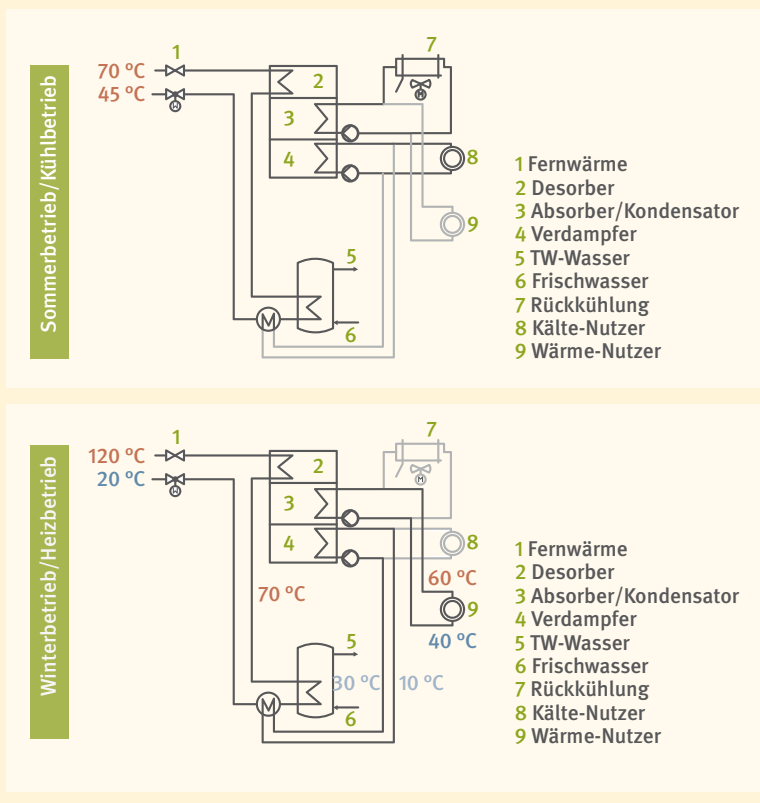 Sommerbetrieb/Kühlbetrieb
1
70 °C
45 °C
2
3
4
5
6
7
8
9
1 Fernwärme
2 Desorber
3 Absorber/Kondensator
4 Verdampfer
5 TW-Wasser
6 Frischwasser
7 Rückkühlung
8 Kälte-Nutzer
9 Wärme-Nutzer
Winterbetrieb/Heizbetrieb
1
120 °C
20 °C
2
3
4
70 °C
5
30 °C
10 °C
6
7
8
60 °C
9
40 °C
1 Fernwärme
2 Desorber
3 Absorber/Kondensator
4 Verdampfer
5 TW-Wasser
6 Frischwasser
7 Rückkühlung
8 Kälte-Nutzer
9 Wärme-Nutzer